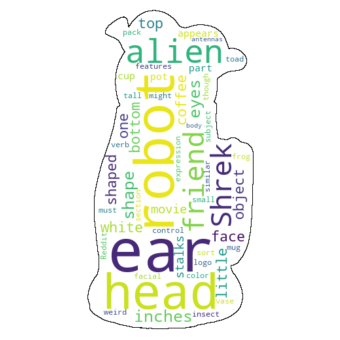 top
pack
appears
antennas
alien
toad
features
part
cup
pot
tall
might
eyes
though
coffee
one
bottom
robot
subject
body
verb
friend
Shrek
expression
frog
shaped
shape
similar
small
object
must
movie
white
control
face
Reddit
ear
stalks
logo
mug
sort
little
facial
color
head
vase
weird
inches
insect